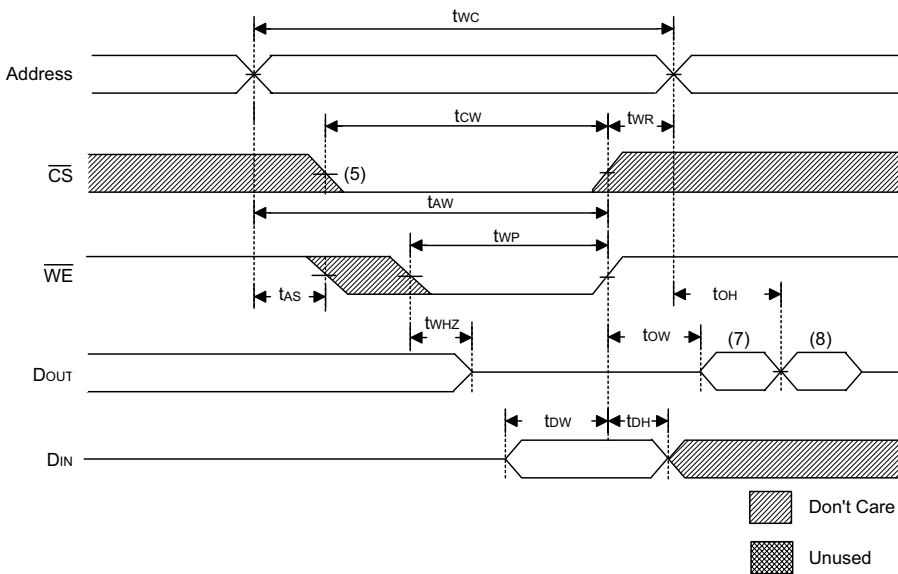 tWC
Address
tCW
tWR
CS
(5)
tAW
tWP
WE
tAS
tOH
tWHZ
tOW
(7)
(8)
DOUT
tDW
tDH
DIN
Don't Care
Unused